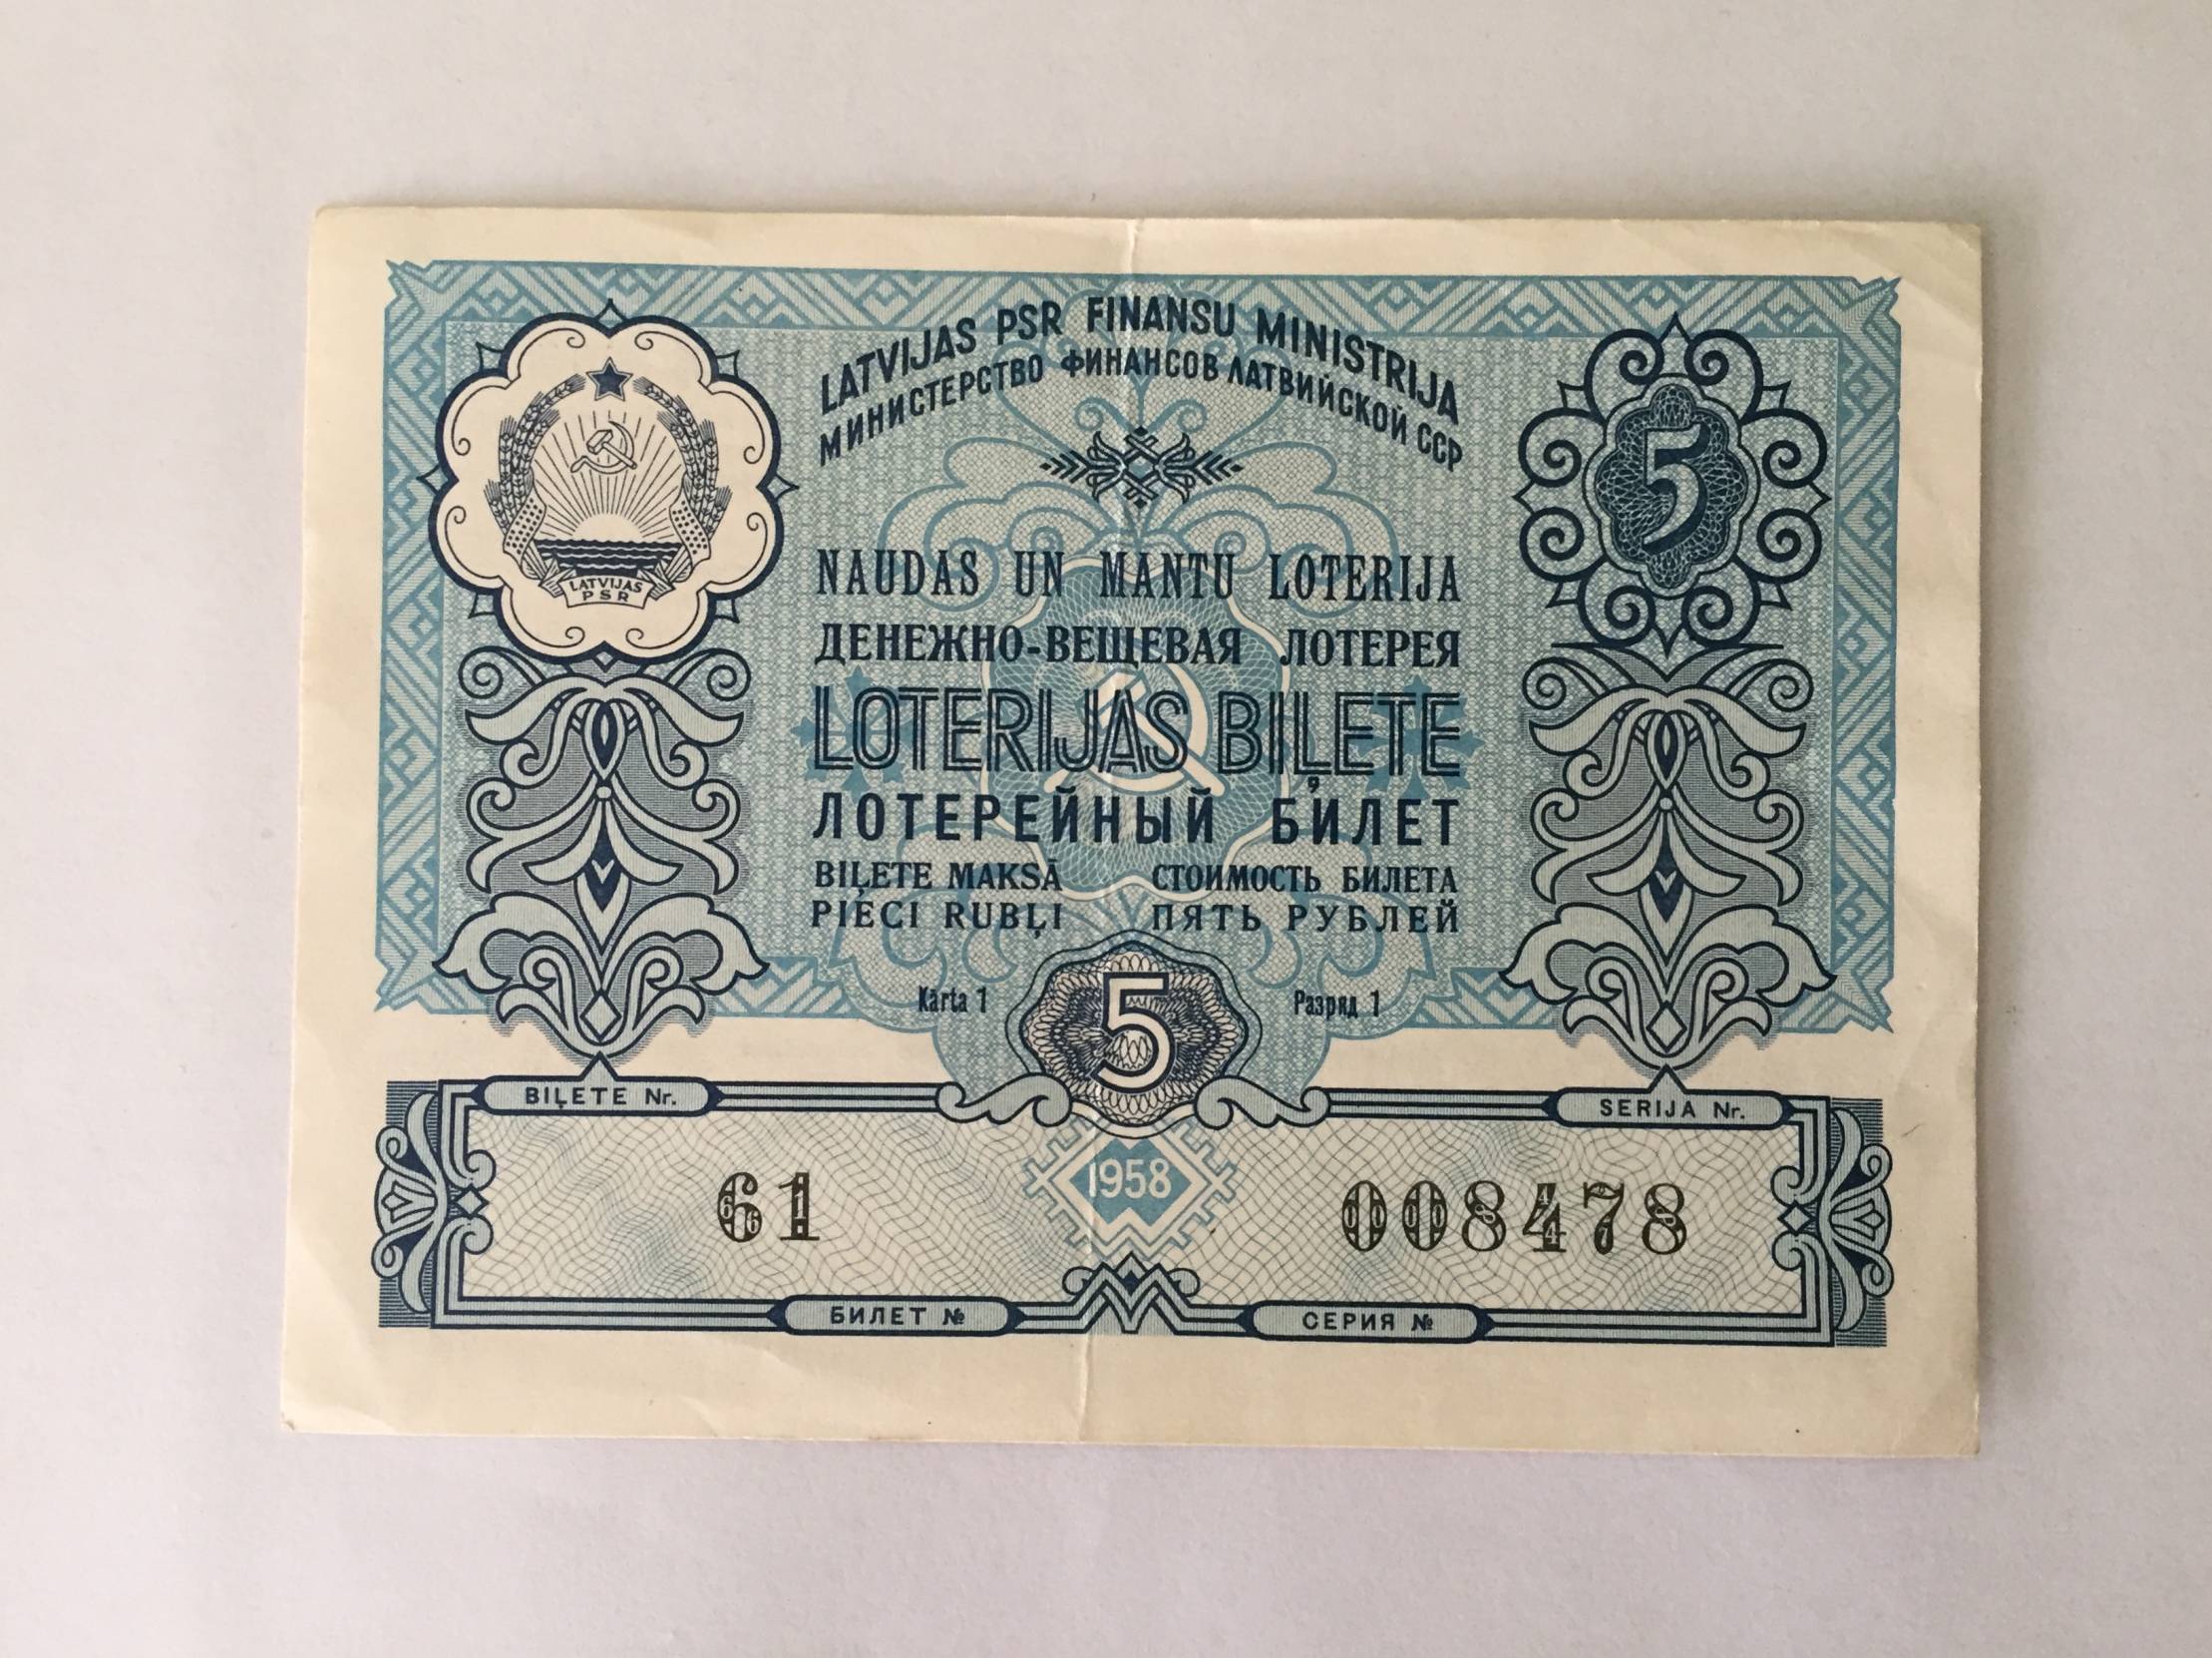 LATVIJAS PSR FINANSU MINISTRIJA
МИНИСТЕРСТВО ФИНАНСОВ ЛАТВИЙСКОЙ ССР
5
LATVIJAS
PSR
NAUDAS UN MANTU LOTERIJA
ДЕНЕЖНО-ВЕЩЕВАЯ ЛОТЕРЕЯ
LOTERIJAS BIĻETE
ЛОТЕРЕЙНЫЙ БИЛЕТ
BIĻETE MAKSĀ СТОИМОСТЬ БИЛЕТА
PIECI RUBĻI ПЯТЬ РУБЛЕЙ
Kārta 1 5 Разряд 1
BIĻETE Nr. SERIJA Nr.
61 1958 008478
БИЛЕТ № СЕРИЯ №